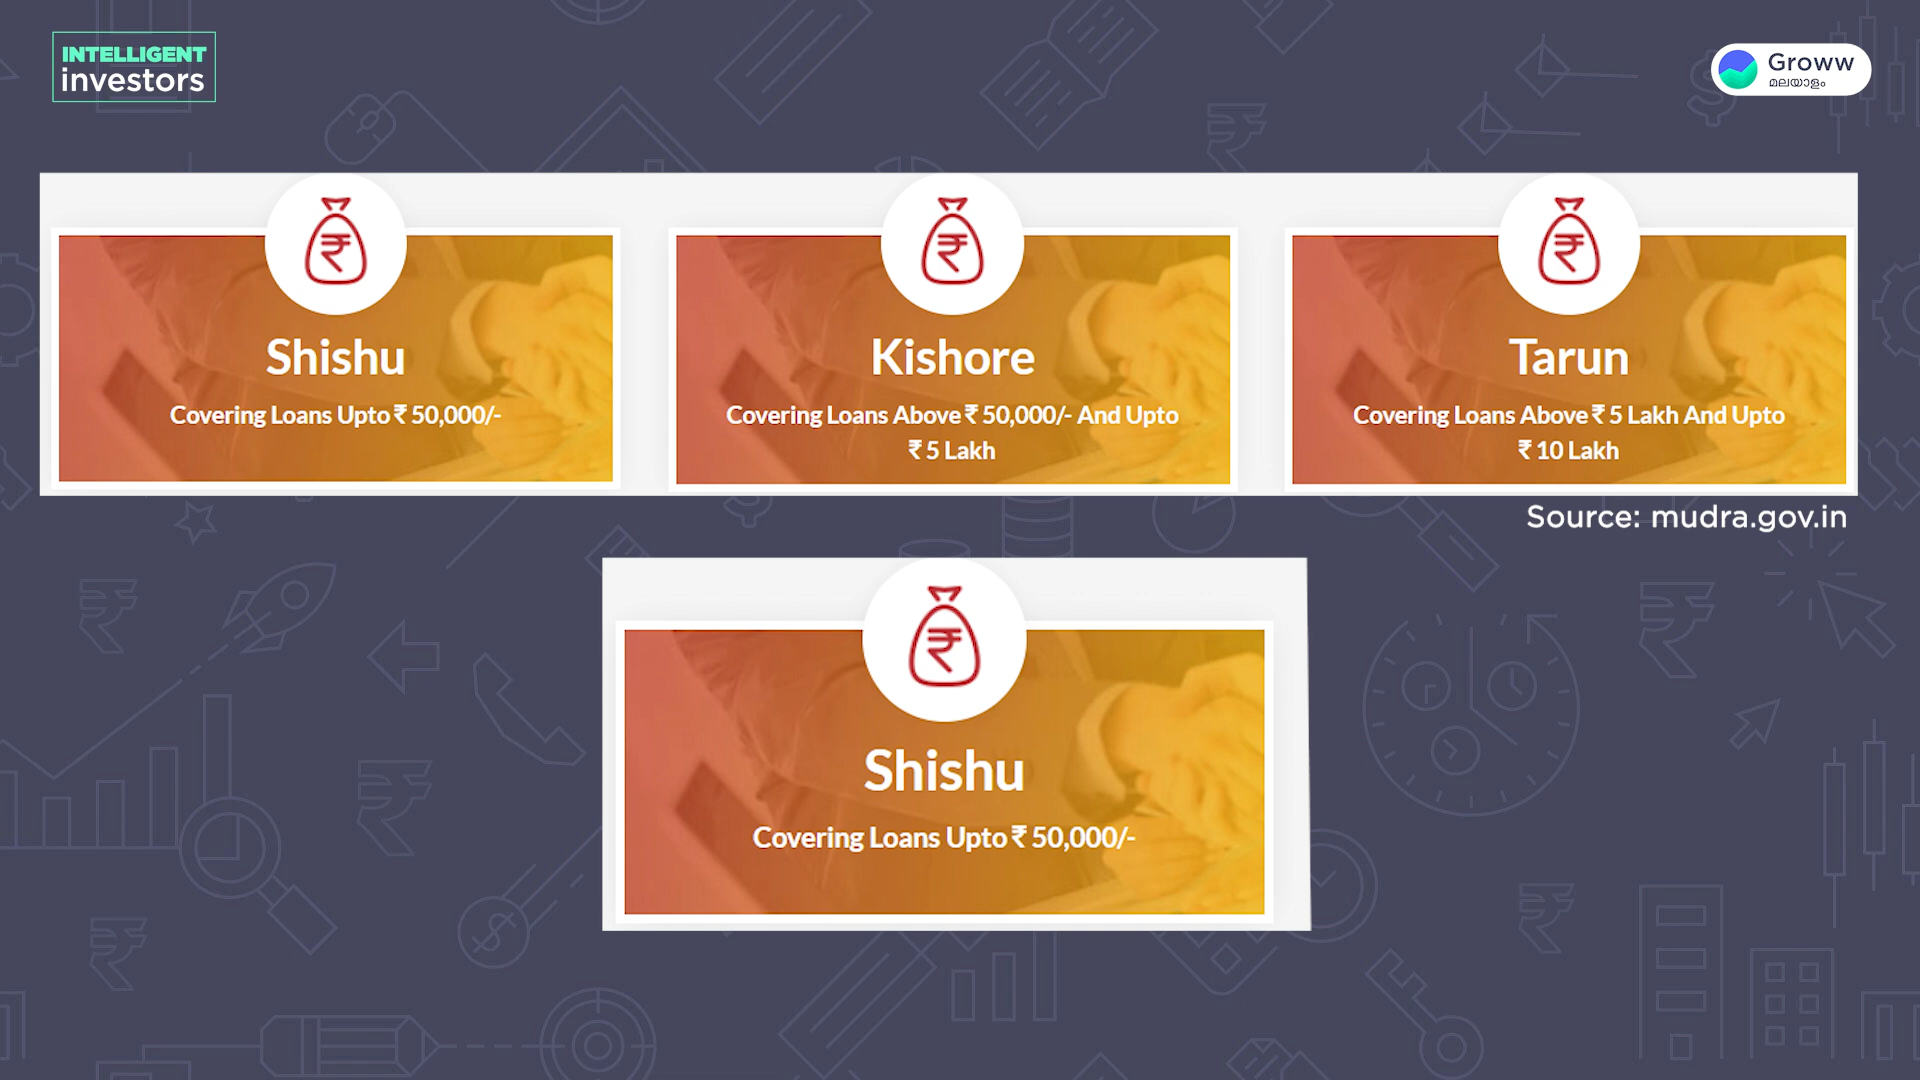 INTELLIGENT
investors
Groww
മലയാളം
Shishu
Covering Loans Upto ₹ 50,000/-
Kishore
Covering Loans Above ₹ 50,000/- And Upto
₹ 5 Lakh
Tarun
Covering Loans Above ₹ 5 Lakh And Upto
₹ 10 Lakh
Source: mudra.gov.in
Shishu
Covering Loans Upto ₹ 50,000/-